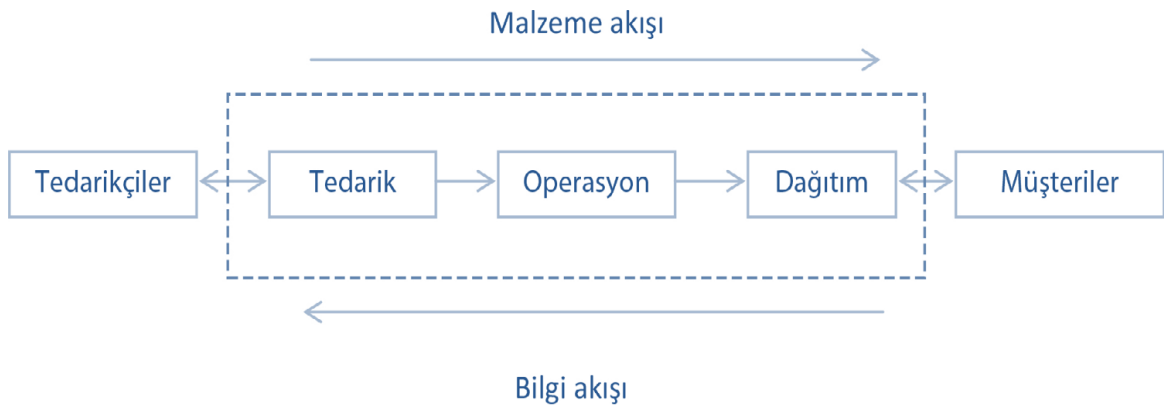 Malzeme akışı
Tedarikçiler
Tedarik
Operasyon
Dağıtım
Müşteriler
Bilgi akışı